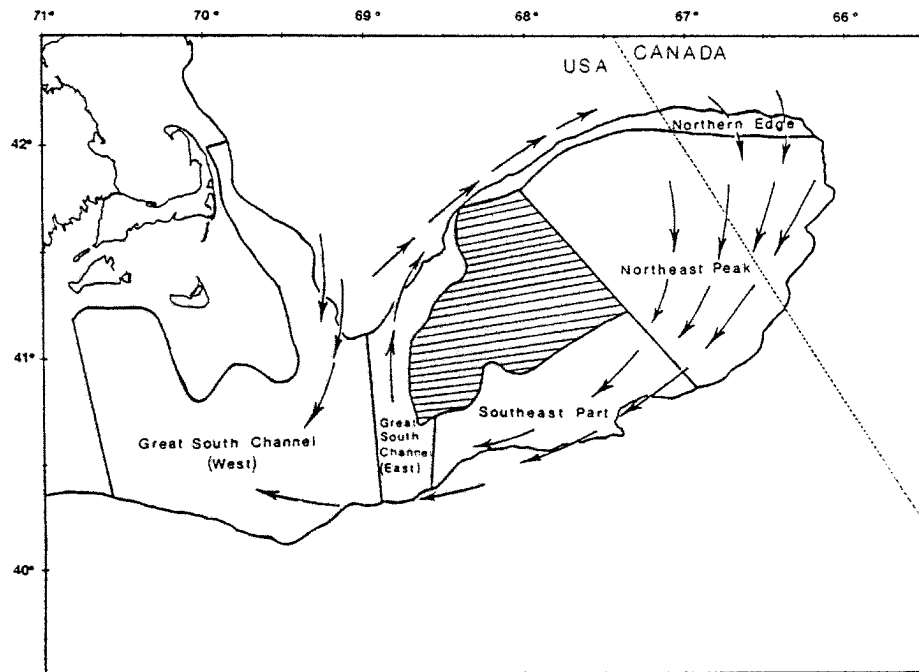 71° 70° 69° 68° 67° 66°
USA CANADA
42°
Northern Edge
Northeast Peak
41°
Southeast Part
Great South Channel
(West)
Great
South
Channel
(East)
40°